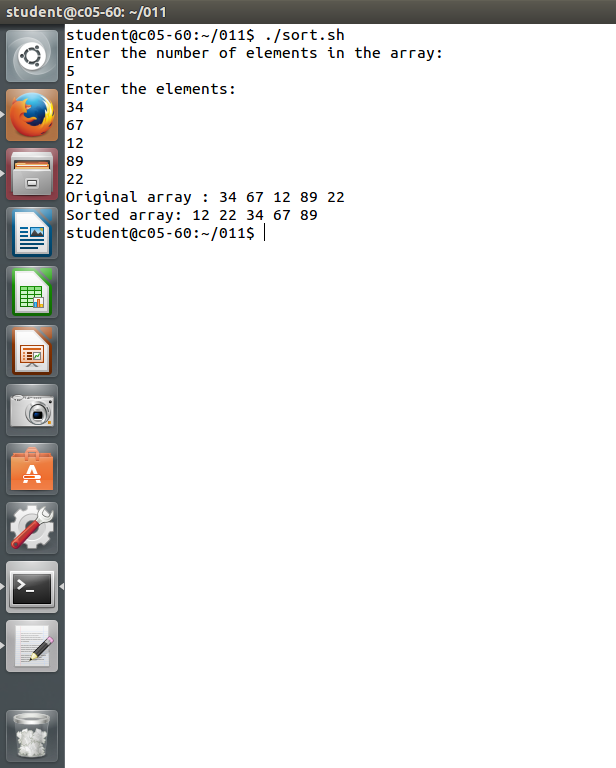 student@c05-60: ~/011
student@c05-60:~/011$ ./sort.sh
Enter the number of elements in the array:
5
Enter the elements:
34
67
12
89
22
Original array : 34 67 12 89 22
Sorted array: 12 22 34 67 89
student@c05-60:~/011$